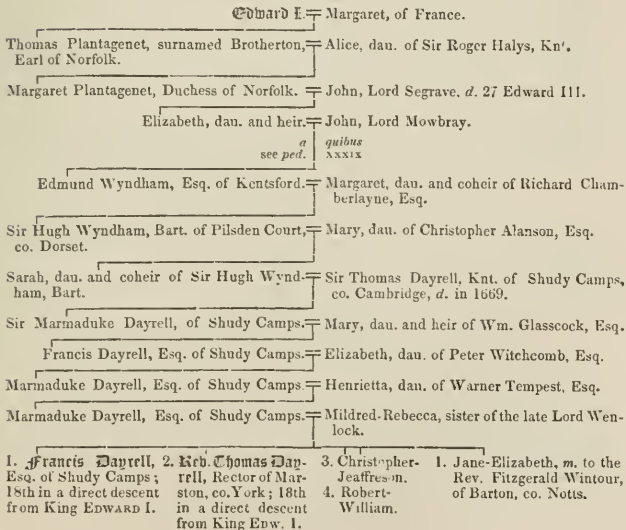 Edward I.=Margaret, of France.
Thomas Plantagenet, surnamed Brotherton,=Alice, dau. of Sir Roger Halys, Knt.
Earl of Norfolk.
Margaret Plantagenet, Duchess of Norfolk.=John, Lord Segrave, d. 27 Edward III.
Elizabeth, dau. and heir.=John, Lord Mowbray.
a quibus
see ped. XXXIX
Edmund Wyndham, Esq. of Kentsford.=Margaret, dau. and coheir of Richard Cham-
berlayne, Esq.
Sir Hugh Wyndham, Bart. of Pilsden Court,=Mary, dau. of Christopher Alanson, Esq.
co. Dorset.
Sarah, dau. and coheir of Sir Hugh Wynd-=Sir Thomas Dayrell, Knt. of Shudy Camps,
ham, Bart. co. Cambridge, d. in 1669.
Sir Marmaduke Dayrell, of Shudy Camps.=Mary, dau. and heir of Wm. Glasscock, Esq.
Francis Dayrell, Esq. of Shudy Camps.=Elizabeth, dau. of Peter Witchcomb, Esq.
Marmaduke Dayrell, Esq. of Shudy Camps.=Henrietta, dau. of Warner Tempest, Esq.
Marmaduke Dayrell, Esq. of Shudy Camps.=Mildred-Rebecca, sister of the late Lord Wen-
lock.
1. Francis Dayrell,
Esq. of Shudy Camps;
18th in a direct descent
from King EDWARD I.
2. Rev. Thomas Day-
rell, Rector of Mar-
ston, co. York; 18th
in a direct descent
from King EDW. I.
3. Christopher-
Jeaffreson.
4. Robert-
William.
1. Jane-Elizabeth, m. to the
Rev. Fitzgerald Wintour,
of Barton, co. Notts.